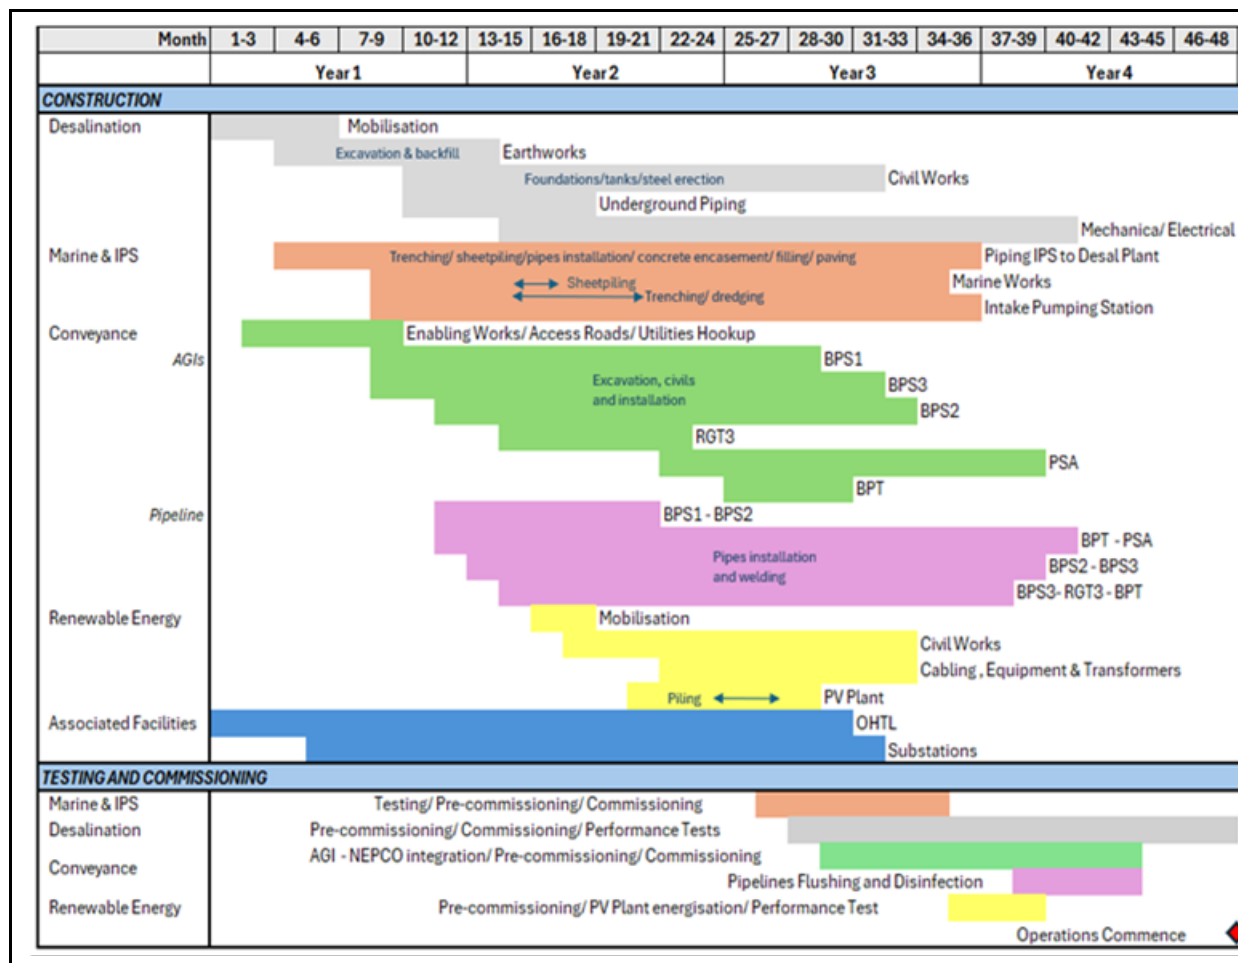 Month 1-3 4-6 7-9 10-12 13-15 16-18 19-21 22-24 25-27 28-30 31-33 34-36 37-39 40-42 43-45 46-48
Year 1 Year 2 Year 3 Year 4
CONSTRUCTION
Desalination Mobilisation
Excavation & backfill Earthworks
Foundations/tanks/steel erection Civil Works
Underground Piping
Mechanica/ Electrical
Marine & IPS Trenching/ sheetpiling/pipes installation/ concrete encasement/ filling/ paving Piping IPS to Desal Plant
Sheetpiling Marine Works
Trenching/ dredging
Intake Pumping Station
Conveyance Enabling Works/ Access Roads/ Utilities Hookup
AGIs BPS1
Excavation, civils BPS3
and installation
BPS2
RGT3
PSA
BPT
Pipeline BPS1 - BPS2
BPT - PSA
Pipes installation
BPS2 - BPS3
and welding
BPS3- RGT3 - BPT
Renewable Energy Mobilisation
Civil Works
Cabling , Equipment & Transformers
Piling PV Plant
Associated Facilities OHTL
Substations
TESTING AND COMMISSIONING
Marine & IPS Testing/ Pre-commissioning/ Commissioning
Desalination Pre-commissioning/ Commissioning/ Performance Tests
AGI - NEPCO integration/ Pre-commissioning/ Commissioning
Conveyance
Pipelines Flushing and Disinfection
Renewable Energy Pre-commissioning/ PV Plant energisation/ Performance Test
Operations Commence